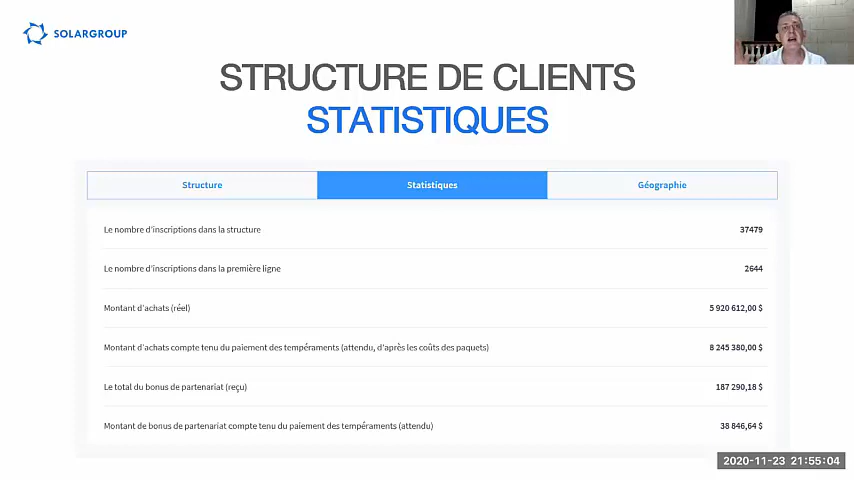 SOLARGROUP
STRUCTURE DE CLIENTS
STATISTIQUES
Structure
Statistiques
Géographie
Le nombre d'inscriptions dans la structure 37479
Le nombre d'inscriptions dans la première ligne 2644
Montant d'achats (réel) 5 920 612,00 $
Montant d'achats compte tenu du paiement des tempéraments (attendu, d'après les coûts des paquets) 8 245 380,00 $
Le total du bonus de partenariat (reçu) 187 290,18 $
Montant de bonus de partenariat compte tenu du paiement des tempéraments (attendu) 38 846,64 $
2020-11-23 21:55:04